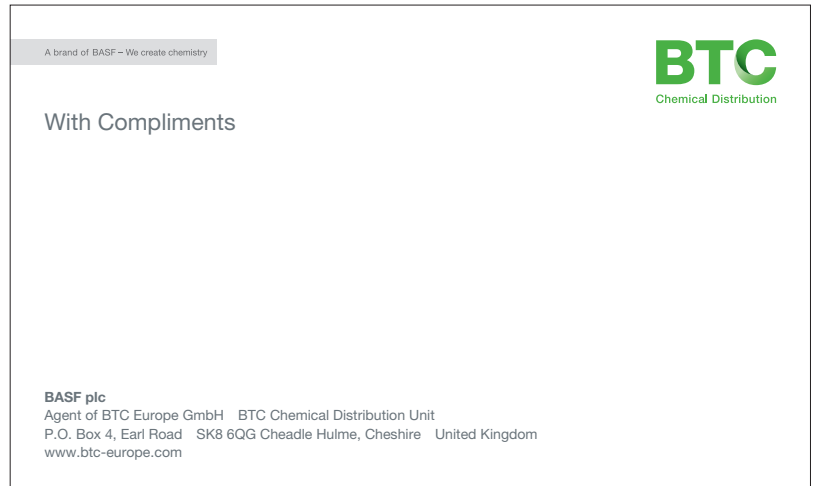 A brand of BASF – We create chemistry
BTC
Chemical Distribution
With Compliments
BASF plc
Agent of BTC Europe GmbH BTC Chemical Distribution Unit
P.O. Box 4, Earl Road SK8 6QG Cheadle Hulme, Cheshire United Kingdom
www.btc-europe.com